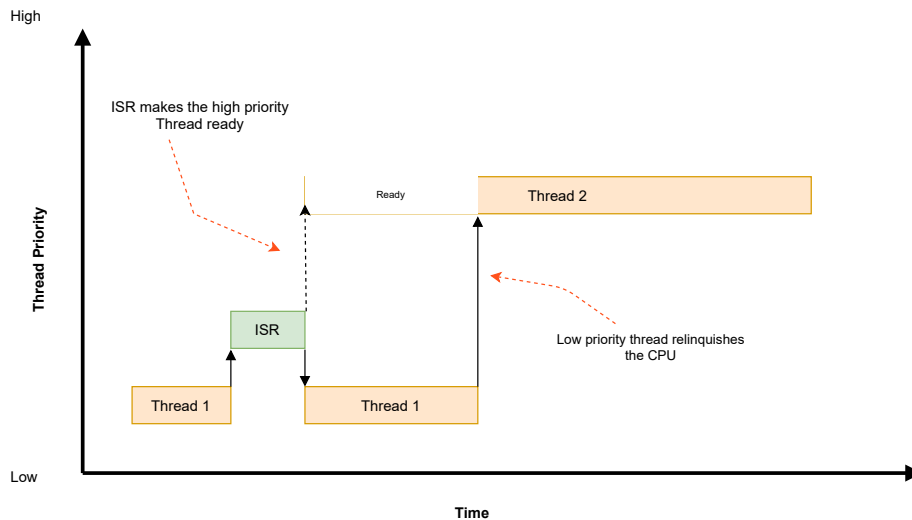 High
ISR makes the high priority
Thread ready
Ready
Thread 2
Thread Priority
ISR
Low priority thread relinquishes
the CPU
Thread 1
Thread 1
Low
Time